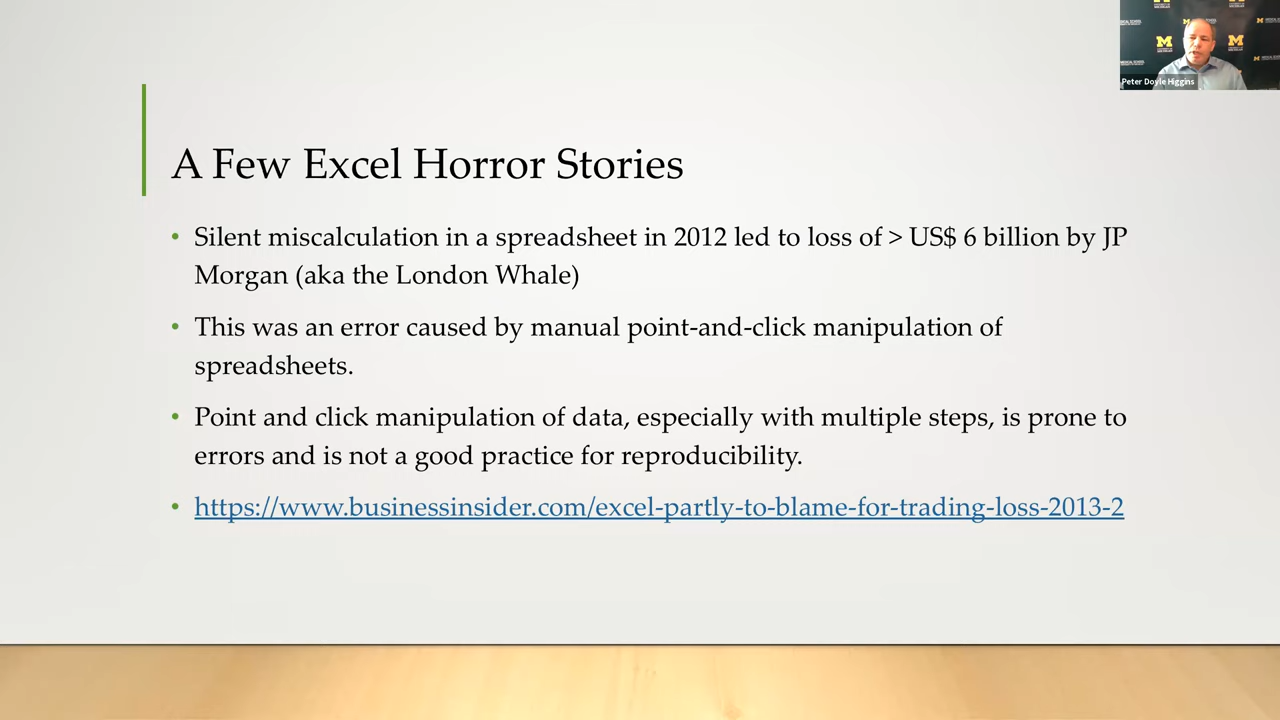 A Few Excel Horror Stories
• Silent miscalculation in a spreadsheet in 2012 led to loss of > US$ 6 billion by JP
Morgan (aka the London Whale)
• This was an error caused by manual point-and-click manipulation of
spreadsheets.
• Point and click manipulation of data, especially with multiple steps, is prone to
errors and is not a good practice for reproducibility.
• https://www.businessinsider.com/excel-partly-to-blame-for-trading-loss-2013-2
M
M
Peter Doyle Higgins